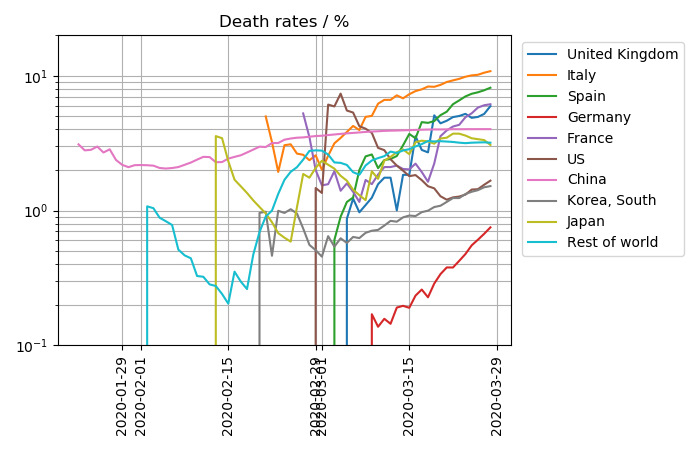 Death rates / %
10¹
10⁰
10⁻¹
2020-01-29
2020-02-01
2020-02-15
2020-02-29
2020-03-01
2020-03-15
2020-03-29
United Kingdom
Italy
Spain
Germany
France
US
China
Korea, South
Japan
Rest of world